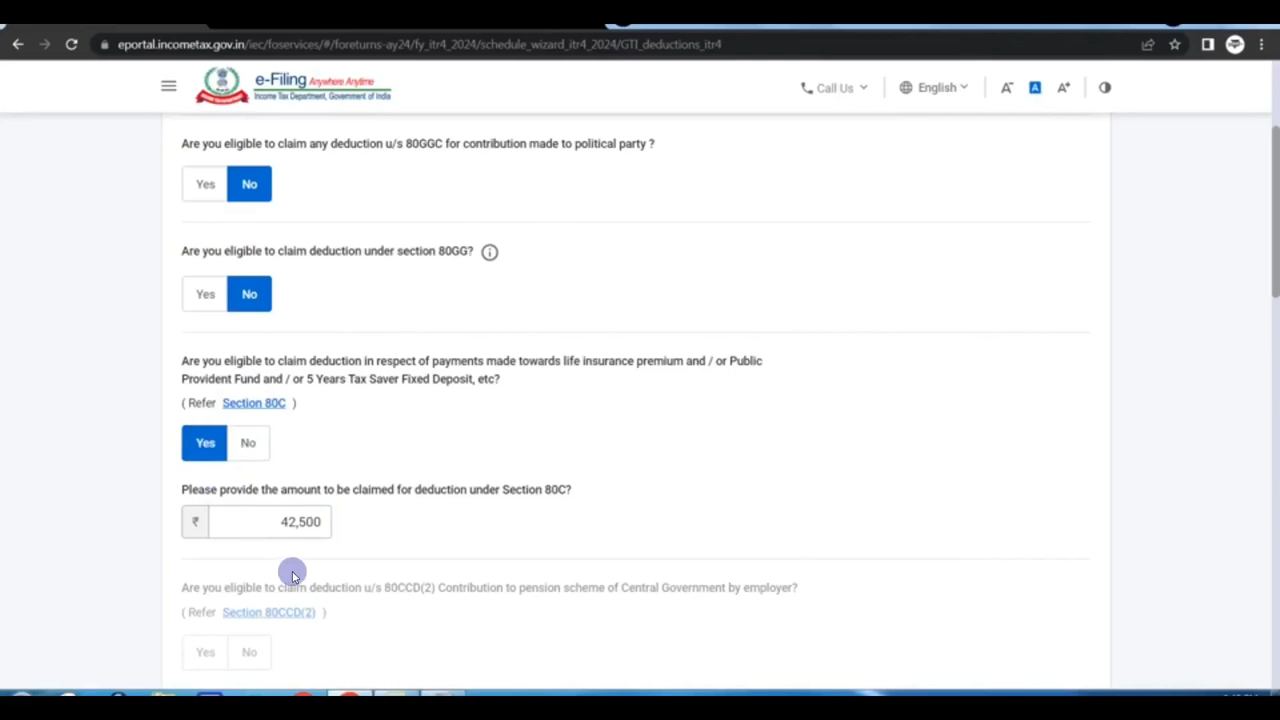 eportal.incometax.gov.in/iec/foservices/#/foreturns-ay24/fy_itr4_2024/schedule_wizard_itr4_2024/GTI_deductions_itr4
e-Filing Anywhere Anytime
Income Tax Department, Government of India
Call Us
English
A-
A
A+
Are you eligible to claim any deduction u/s 80GGC for contribution made to political party ?
Yes No
Are you eligible to claim deduction under section 80GG?
Yes No
Are you eligible to claim deduction in respect of payments made towards life insurance premium and / or Public
Provident Fund and / or 5 Years Tax Saver Fixed Deposit, etc?
( Refer Section 80C )
Yes No
Please provide the amount to be claimed for deduction under Section 80C?
₹ 42,500
Are you eligible to claim deduction u/s 80CCD(2) Contribution to pension scheme of Central Government by employer?
( Refer Section 80CCD(2) )
Yes No